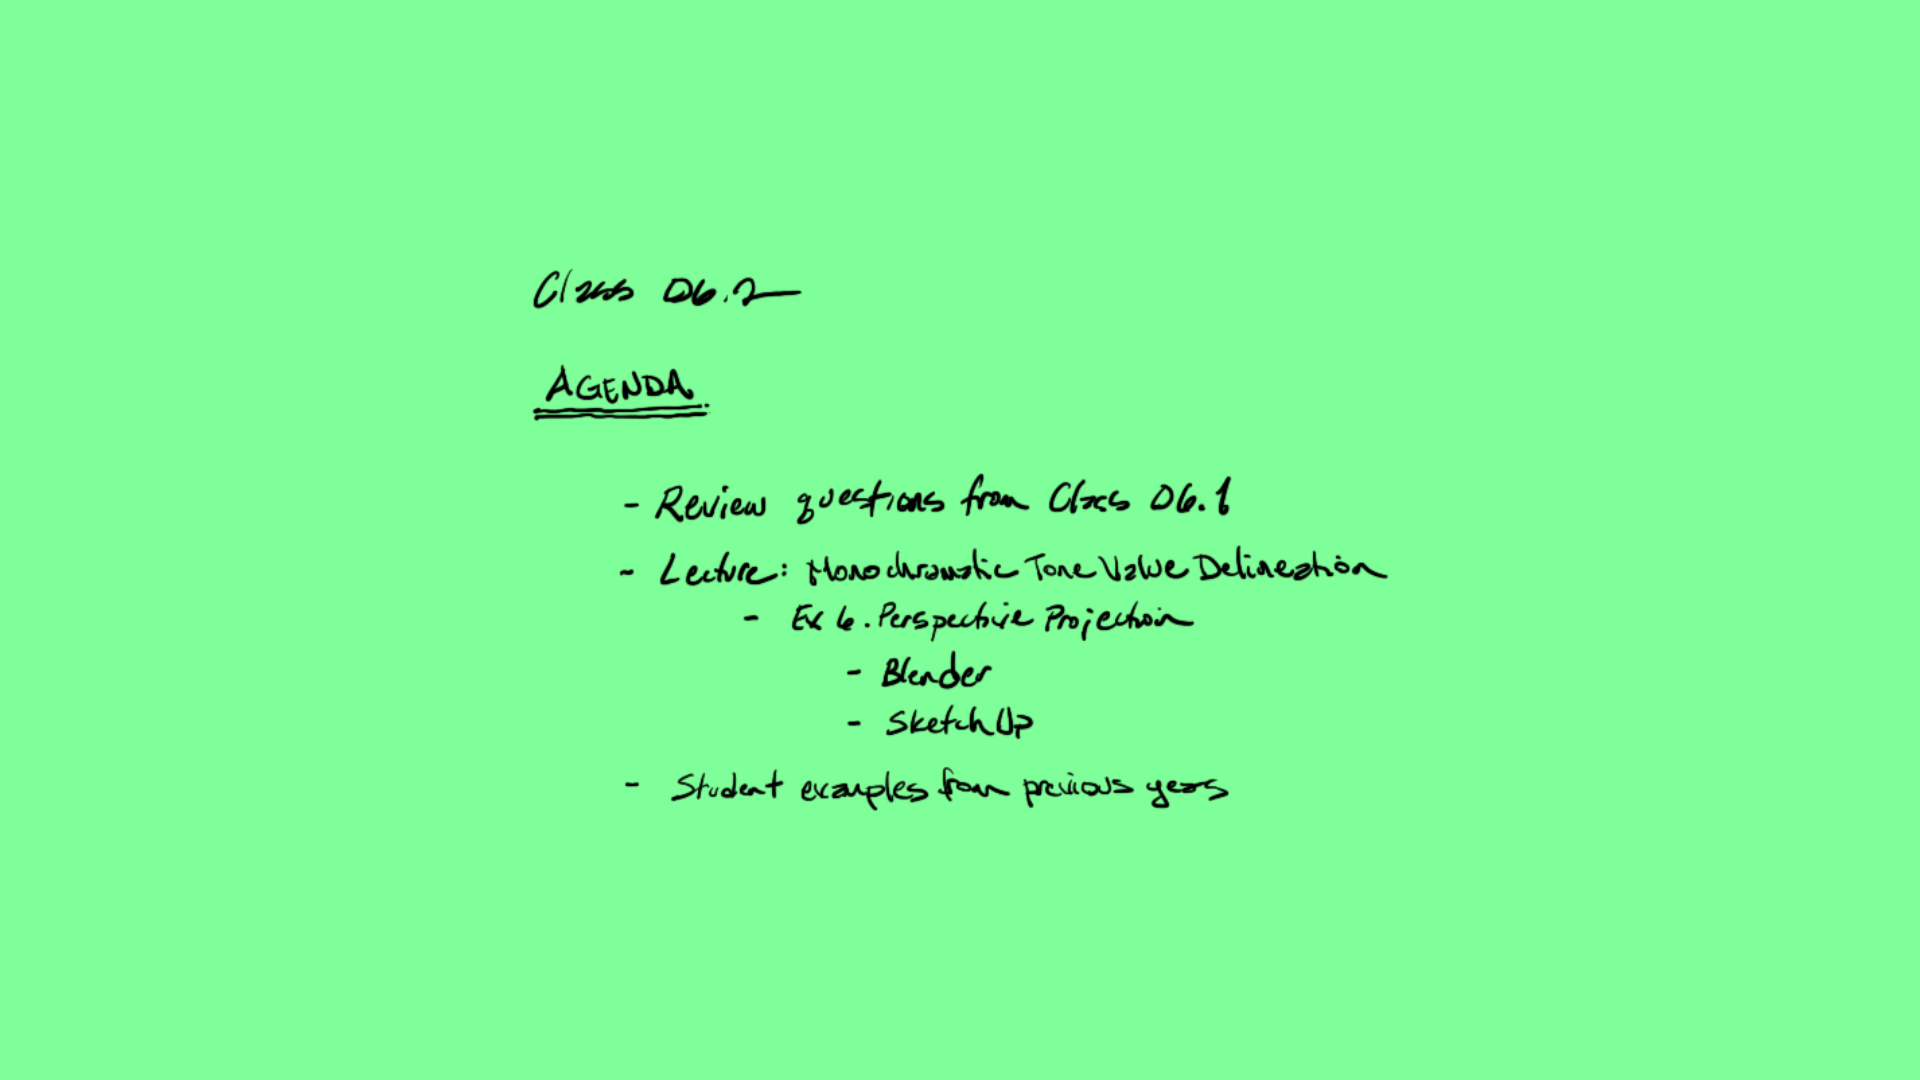 Class 06.2
AGENDA
- Review questions from Class 06.1
- Lecture: Monochromatic Tone Value Delineation
- Ex 6. Perspective Projection
- Blender
- SketchUp
- Student examples from previous years